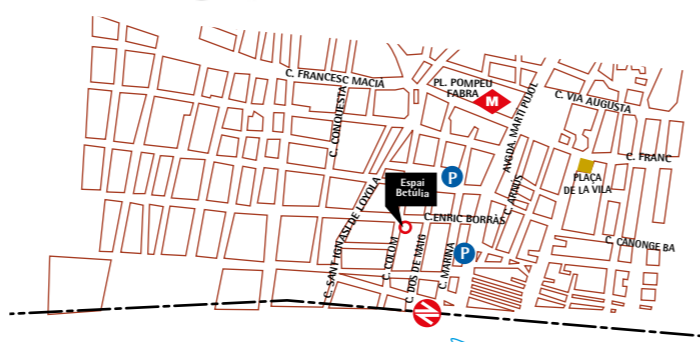 C. FRANCESC MACIÀ
PL. POMPEU
FABRA
M
C. VIA AUGUSTA
C. CONQUESTA
AVGDA. MARTÍ PUJOL
C. FRANC
P
PLAÇA
DE LA VILA
Espai
Betúlia
C. SANT IGNASI DE LOYOLA
C. ARNÚS
C. ENRIC BORRÀS
C. CANONGE BA
C. COLOM
C. DOS DE MAIG
C. MARINA
P